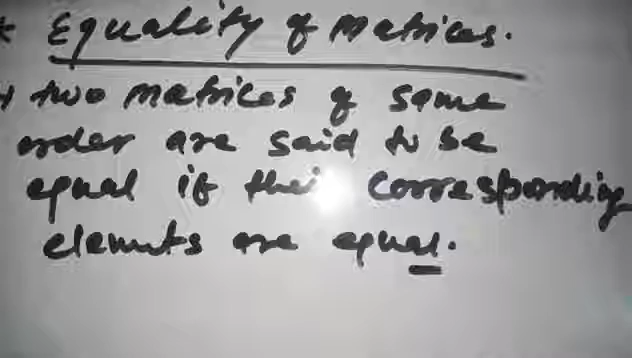 * Equality of Matrices.
→ two matrices of same
order are said to be
equal if their corresponding
elements are equal.